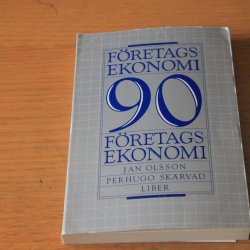 FÖRETAGS
EKONOMI
90
FÖRETAGS
EKONOMI
JAN OLSSON
PERHUGO SKÄRVAD
LIBER